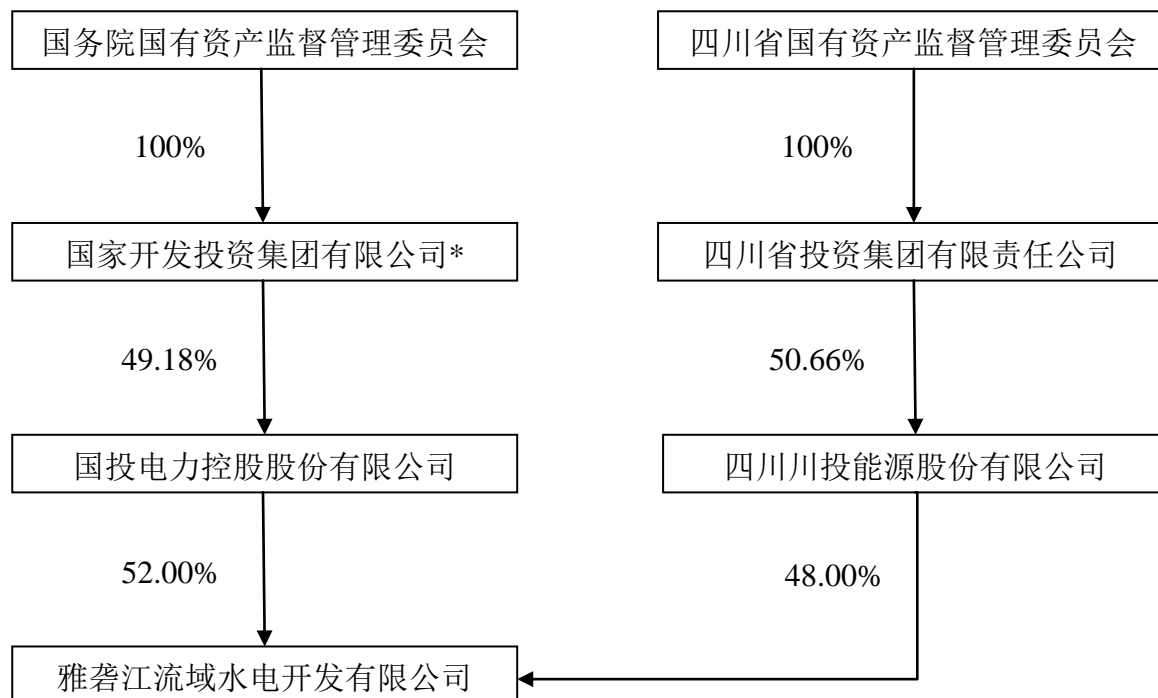 国务院国有资产监督管理委员会
四川省国有资产监督管理委员会
100%
100%
国家开发投资集团有限公司*
四川省投资集团有限责任公司
49.18%
50.66%
国投电力控股股份有限公司
四川川投能源股份有限公司
52.00%
48.00%
雅砻江流域水电开发有限公司